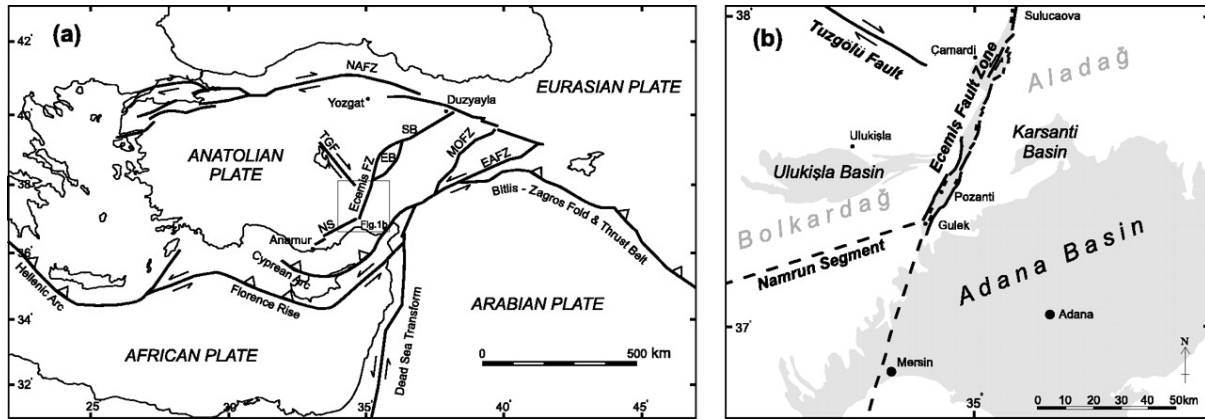 (a)
42°
40°
38°
36°
34°
32°
25°
30°
35°
40°
45°
NAFZ
EURASIAN PLATE
Yozgat
Duzyayla
ANATOLIAN
PLATE
TGF
SB
EB
Ecemis FZ
MOFZ
EAFZ
Bitlis - Zagros Fold & Thrust Belt
NS
Fig.1b
Anamur
Cyprean Arc
Hellenic Arc
Florence Rise
ARABIAN PLATE
AFRICAN PLATE
Dead Sea Transform
0
500 km
(b)
38°
37°
35°
Sulucaova
Tuzgölü Fault
Çamardi
Ecemiş Fault Zone
Aladağ
Ulukişla
Karsanti
Basin
Ulukişla Basin
Pozanti
Bolkardağ
Gulek
Namrun Segment
Adana Basin
Adana
Mersin
N
0 10 20 30 40 50km